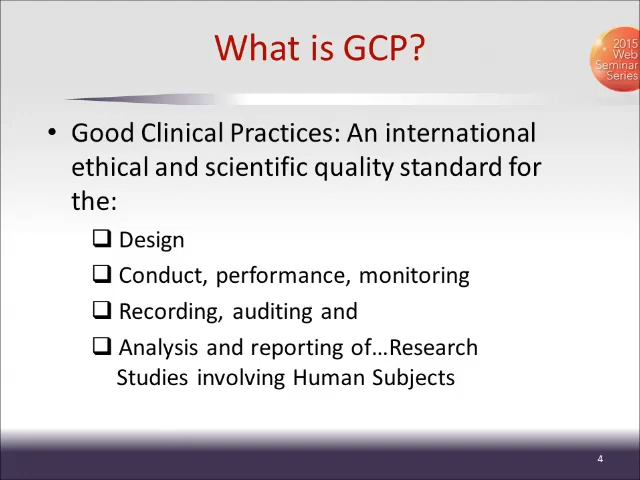 What is GCP?
2015
Web
Seminar
Series
• Good Clinical Practices: An international
ethical and scientific quality standard for
the:
❑ Design
❑ Conduct, performance, monitoring
❑ Recording, auditing and
❑ Analysis and reporting of…Research
Studies involving Human Subjects
4